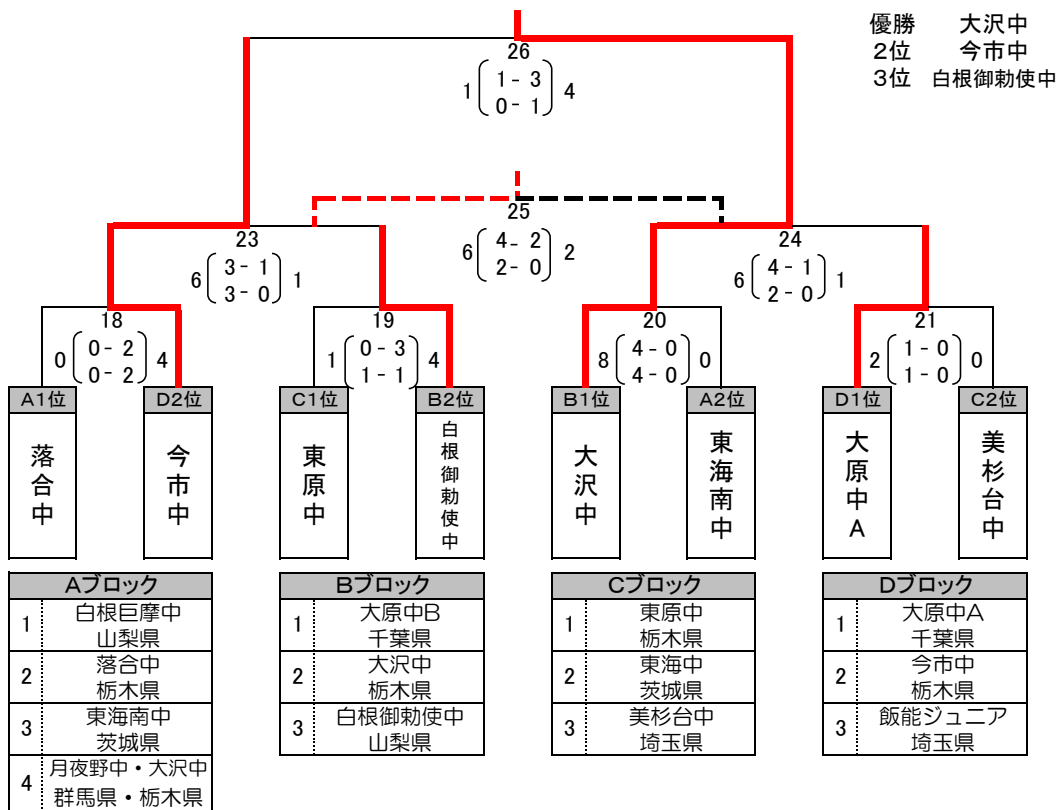 優勝 大沢中
2位 今市中
3位 白根御勅使中
26
1 1 - 3 4
0 - 1
25
6 4 - 2 2
2 - 0
23
6 3 - 1 1
3 - 0
24
6 4 - 1 1
2 - 0
18
0 0 - 2 4
0 - 2
19
1 0 - 3 4
1 - 1
20
8 4 - 0 0
4 - 0
21
2 1 - 0 0
1 - 0
A1位 D2位 C1位 B2位 B1位 A2位 D1位 C2位
落合中
今市中
東原中
白根御勅使中
大沢中
東海南中
大原中A
美杉台中
Aブロック
1 白根巨摩中
山梨県
2 落合中
栃木県
3 東海南中
茨城県
4 月夜野中・大沢中
群馬県・栃木県
Bブロック
1 大原中B
千葉県
2 大沢中
栃木県
3 白根御勅使中
山梨県
Cブロック
1 東原中
栃木県
2 東海中
茨城県
3 美杉台中
埼玉県
Dブロック
1 大原中A
千葉県
2 今市中
栃木県
3 飯能ジュニア
埼玉県